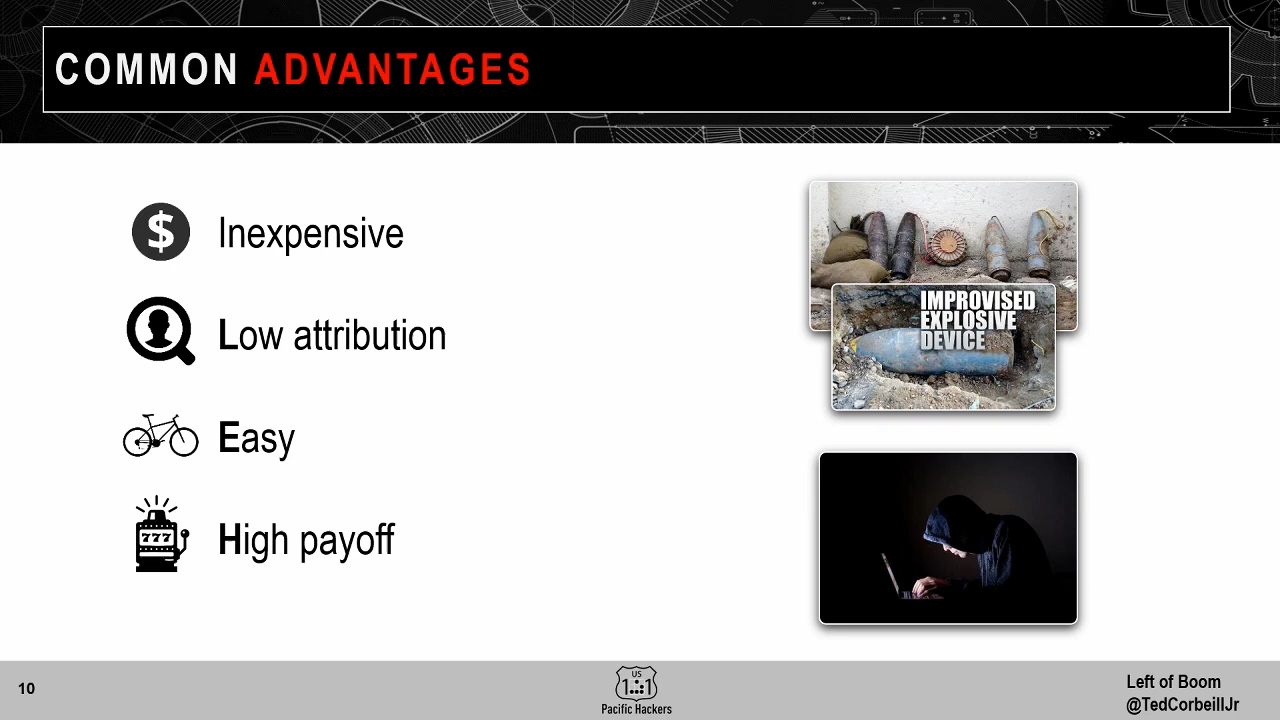 COMMON ADVANTAGES
$ Inexpensive
Low attribution
Easy
777
High payoff
IMPROVISED
EXPLOSIVE
DEVICE
10
US
1 1
Pacific Hackers
Left of Boom
@TedCorbeillJr